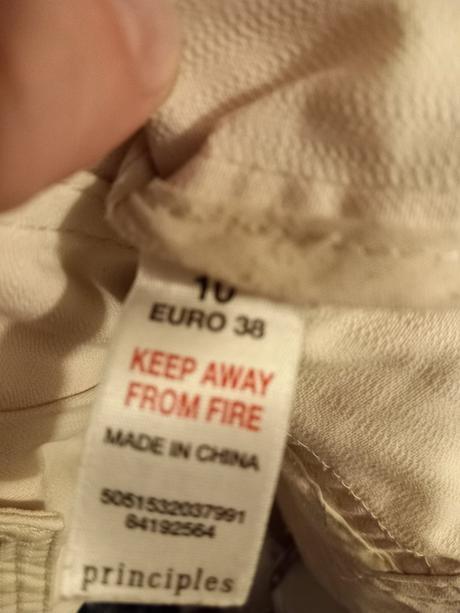 10
EURO 38
KEEP AWAY
FROM FIRE
MADE IN CHINA
5051532037991
84192564
principles